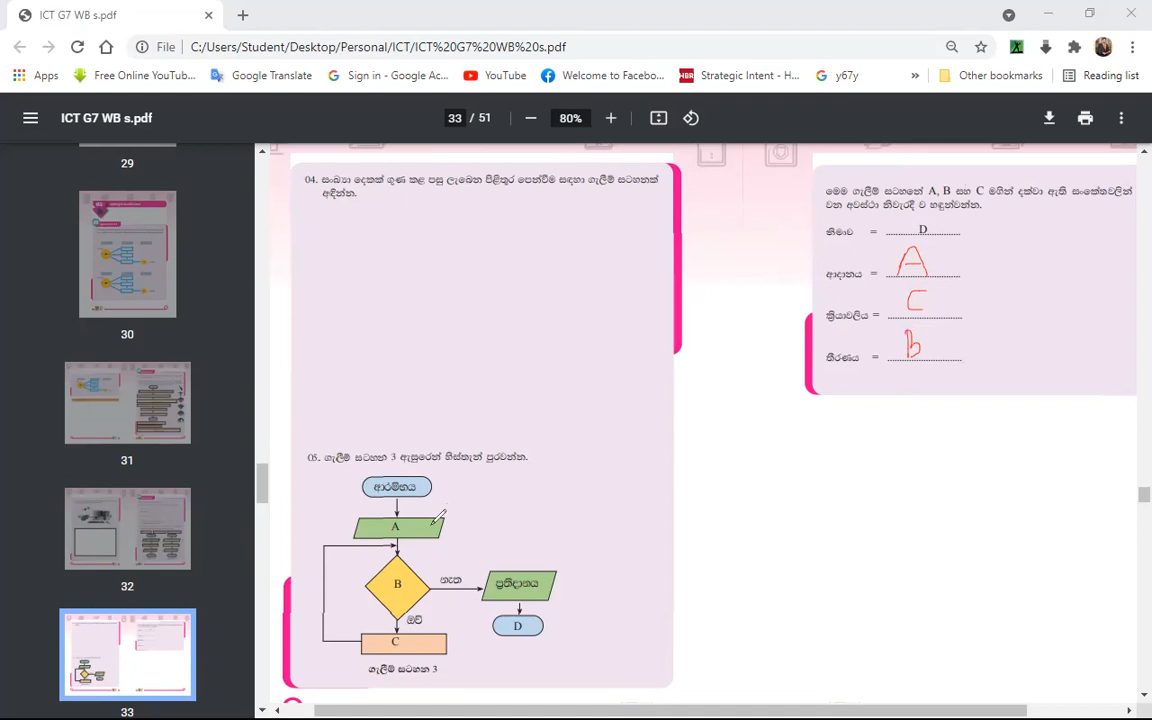 ICT G7 WB s.pdf
File
C:/Users/Student/Desktop/Personal/ICT/ICT%20G7%20WB%20s.pdf
Apps
Free Online YouTub...
Google Translate
Sign in - Google Ac...
YouTube
Welcome to Facebo...
HBR
Strategic Intent - H...
y67y
»
Other bookmarks
Reading list
ICT G7 WB s.pdf
33 / 51
80%
29
30
31
32
33
04. සංඛ්‍යා දෙකක් ගුණ කළ පසු ලැබෙන පිළිතුර පෙන්වීම සඳහා ගැලීම් සටහනක්
අඳින්න.
05. ගැලීම් සටහන 3 ඇසුරෙන් හිස්තැන් පුරවන්න.
ආරම්භය
A
B
නැත
ප්‍රතිදානය
ඔව්
C
D
ගැලීම් සටහන 3
මෙම ගැලීම් සටහනේ A, B සහ C මගින් දක්වා ඇති සංකේතවලින්
වන අවස්ථා නිවැරදි ව හඳුන්වන්න.
නිමාව = D
ආදානය = A
ක්‍රියාවලිය = C
තීරණය = B